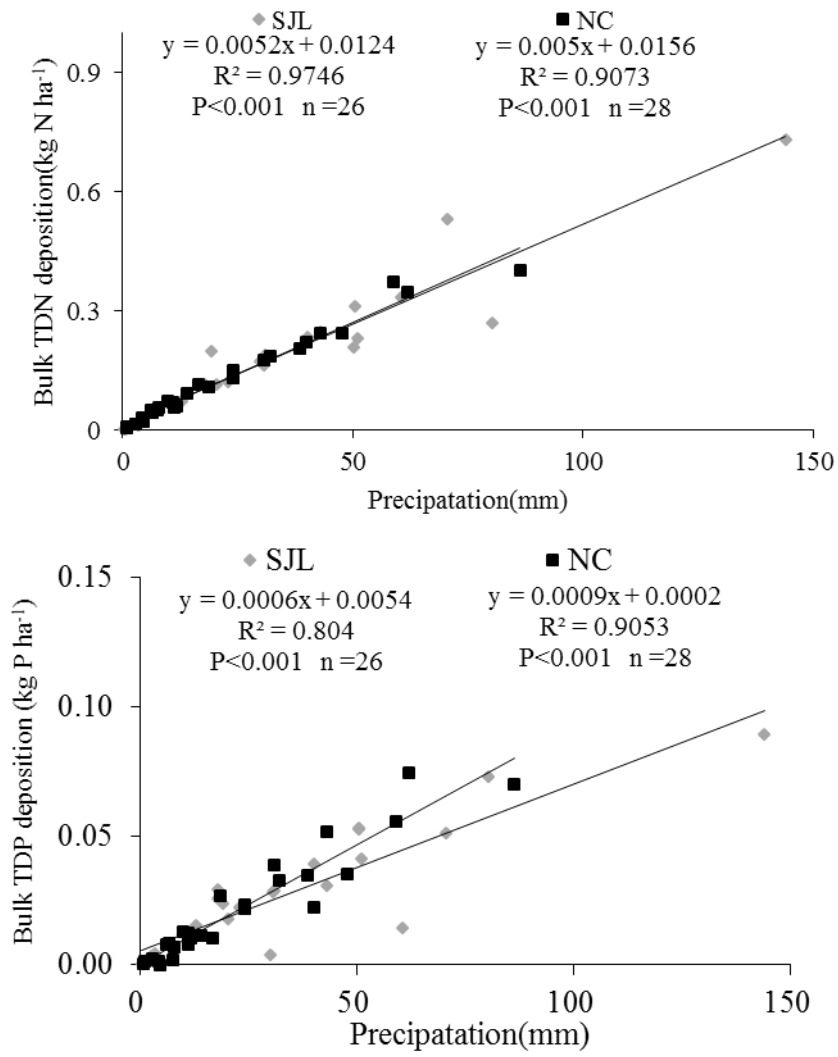 SJL NC
y = 0.0052x + 0.0124 y = 0.005x + 0.0156
R² = 0.9746 R² = 0.9073
P<0.001 n =26 P<0.001 n =28
Bulk TDN deposition(kg N ha⁻¹)
0.9
0.6
0.3
0
0 50 100 150
Precipatation(mm)
SJL NC
y = 0.0006x + 0.0054 y = 0.0009x + 0.0002
R² = 0.804 R² = 0.9053
P<0.001 n =26 P<0.001 n =28
Bulk TDP deposition (kg P ha⁻¹)
0.15
0.10
0.05
0.00
0 50 100 150
Precipatation(mm)